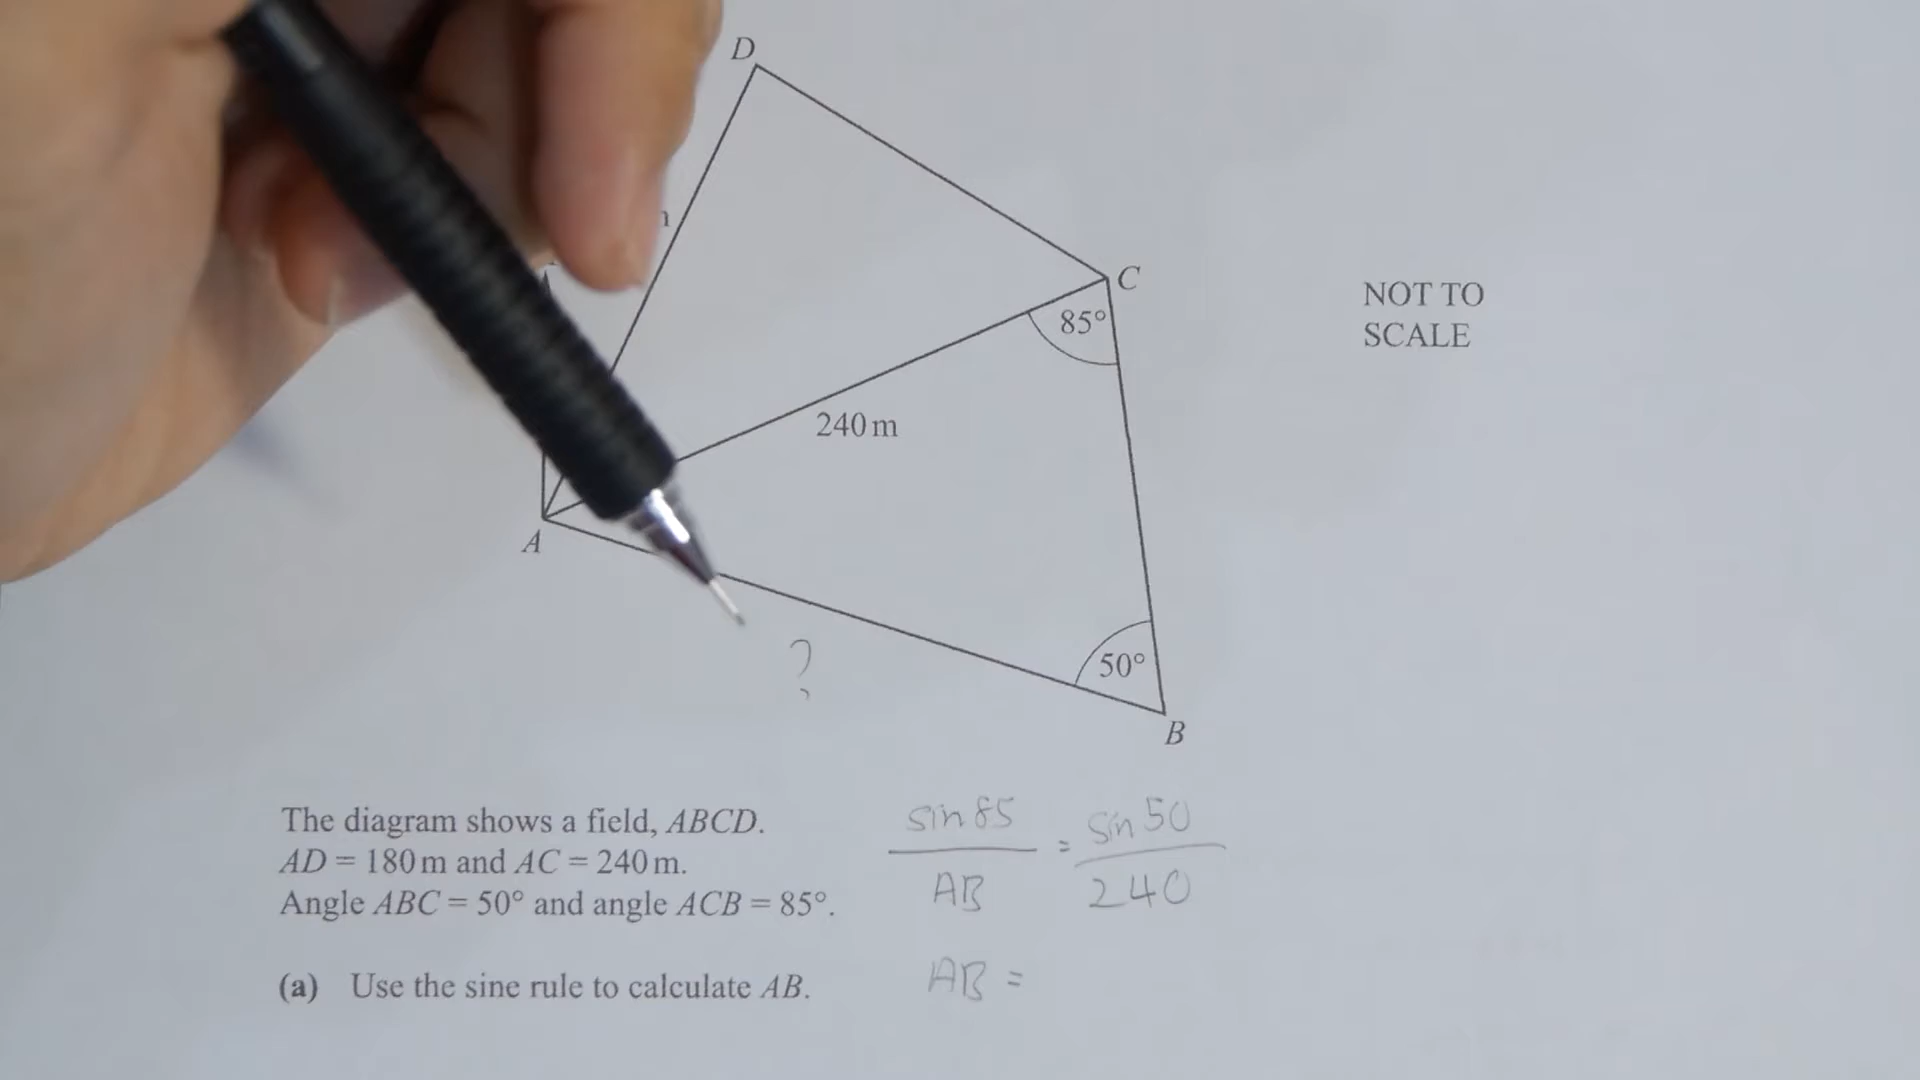 D
C
85°
NOT TO
SCALE
240 m
A
?
50°
B
The diagram shows a field, ABCD.
AD = 180 m and AC = 240 m.
Angle ABC = 50° and angle ACB = 85°.
(a) Use the sine rule to calculate AB.
sin 85
AB
=
sin 50
240
AB =